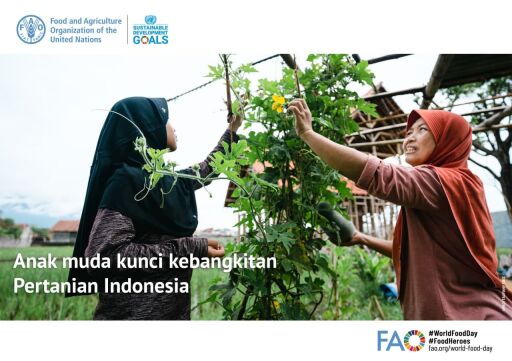 Food and Agriculture
Organization of the
United Nations
SUSTAINABLE
DEVELOPMENT
GOALS
Anak muda kunci kebangkitan
Pertanian Indonesia
FAO
#WorldFoodDay
#FoodHeroes
fao.org/world-food-day